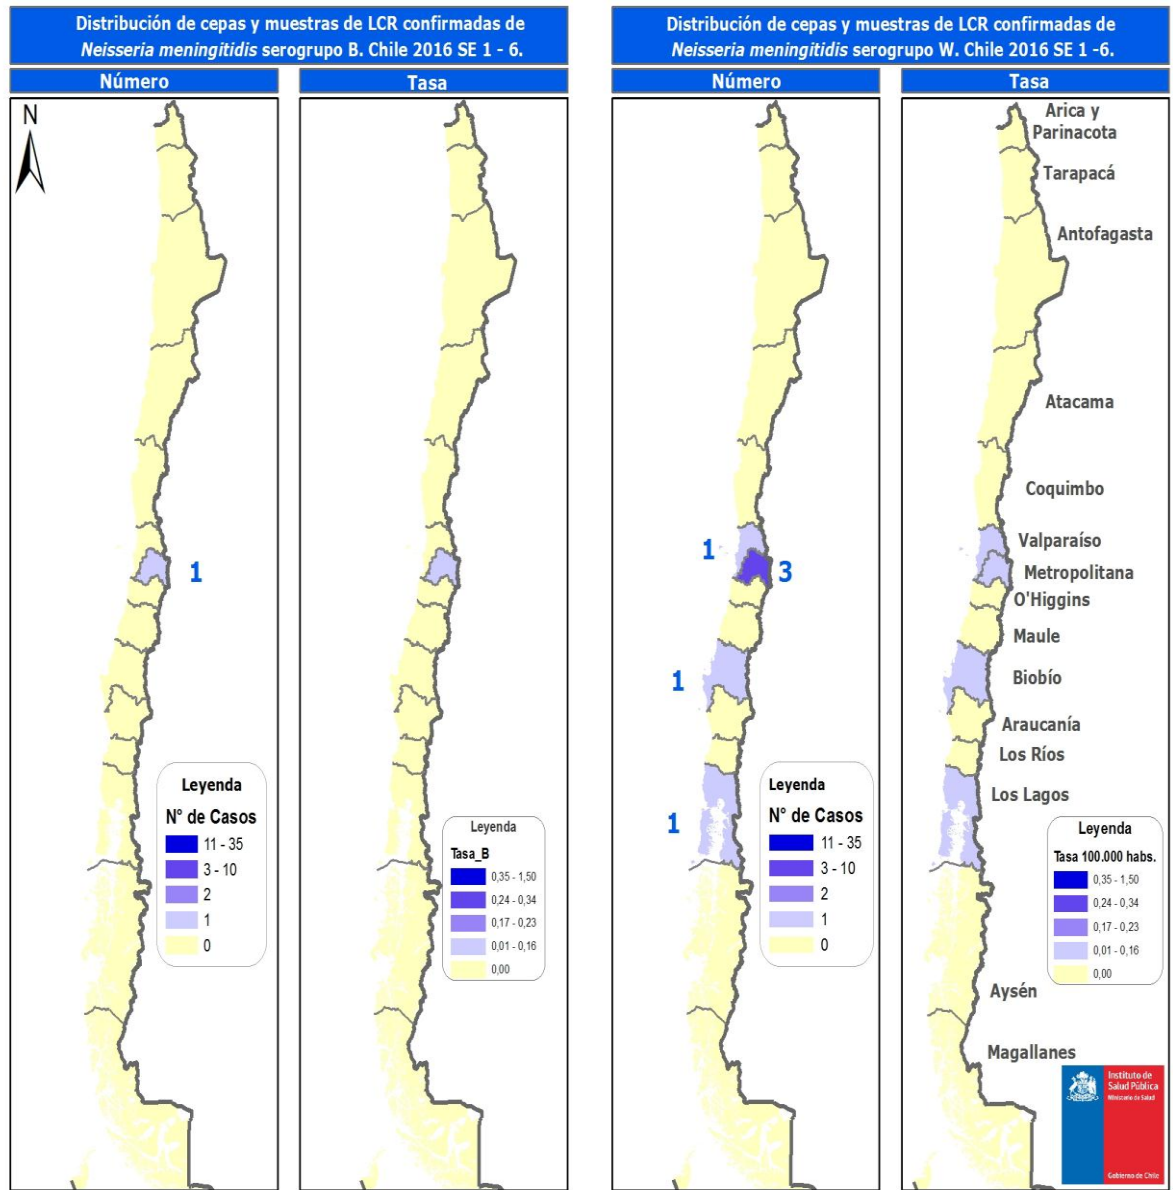 Distribución de cepas y muestras de LCR confirmadas de
Neisseria meningitidis serogrupo B. Chile 2016 SE 1 - 6.
Número
Tasa
N
1
Leyenda
N° de Casos
11 - 35
3 - 10
2
1
0
Leyenda
Tasa_B
0,35 - 1,50
0,24 - 0,34
0,17 - 0,23
0,01 - 0,16
0,00
Distribución de cepas y muestras de LCR confirmadas de
Neisseria meningitidis serogrupo W. Chile 2016 SE 1 -6.
Número
Tasa
1
3
1
1
Leyenda
N° de Casos
11 - 35
3 - 10
2
1
0
Arica y
Parinacota
Tarapacá
Antofagasta
Atacama
Coquimbo
Valparaíso
Metropolitana
O'Higgins
Maule
Biobío
Araucanía
Los Ríos
Los Lagos
Leyenda
Tasa 100.000 habs.
0,35 - 1,50
0,24 - 0,34
0,17 - 0,23
0,01 - 0,16
0,00
Aysén
Magallanes
Instituto de
Salud Pública
Ministerio de Salud
Gobierno de Chile